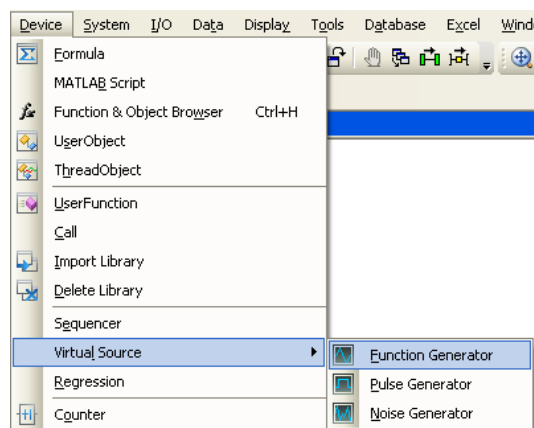 Device System I/O Data Display Tools Database Excel Wind
Formula
MATLAB Script
Function & Object Browser Ctrl+H
UserObject
ThreadObject
UserFunction
Call
Import Library
Delete Library
Sequencer
Virtual Source Function Generator
Regression Pulse Generator
Counter Noise Generator